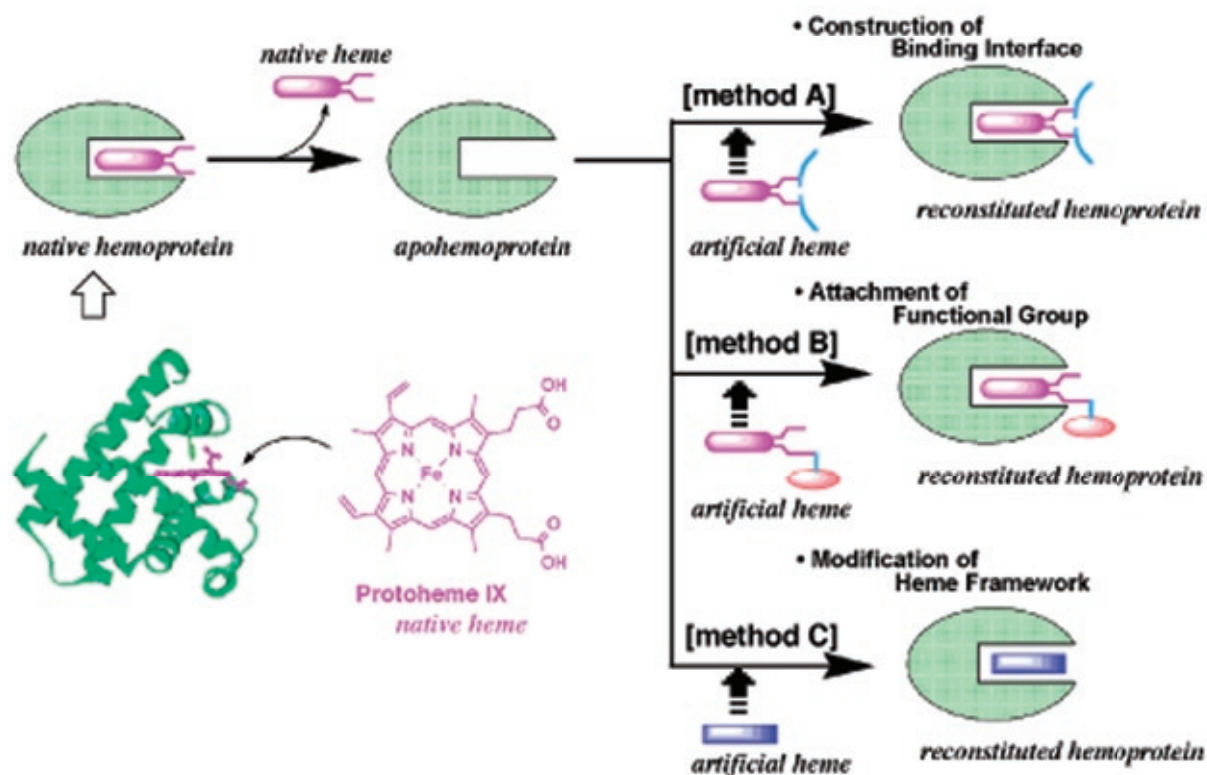 native heme
native hemoprotein
apohemoprotein
Protoheme IX
native heme
OH
O
N
N
Fe
N
N
O
OH
• Construction of
Binding Interface
[method A]
artificial heme
reconstituted hemoprotein
• Attachment of
Functional Group
[method B]
artificial heme
reconstituted hemoprotein
• Modification of
Heme Framework
[method C]
artificial heme
reconstituted hemoprotein